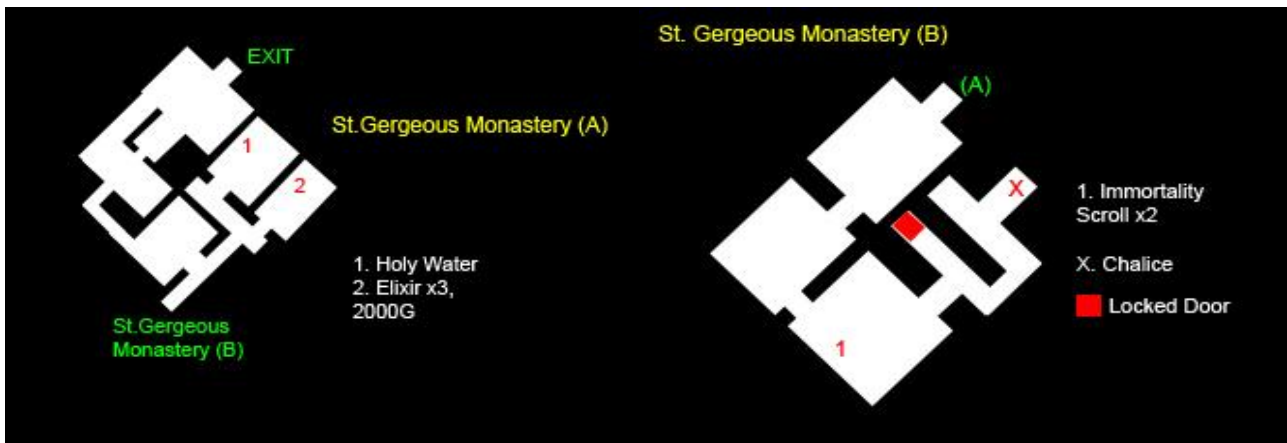 EXIT
St.Gergeous Monastery (A)
1
2
1. Holy Water
2. Elixir x3,
2000G
St.Gergeous
Monastery (B)
St. Gergeous Monastery (B)
(A)
X
1. Immortality
Scroll x2
X. Chalice
Locked Door
1